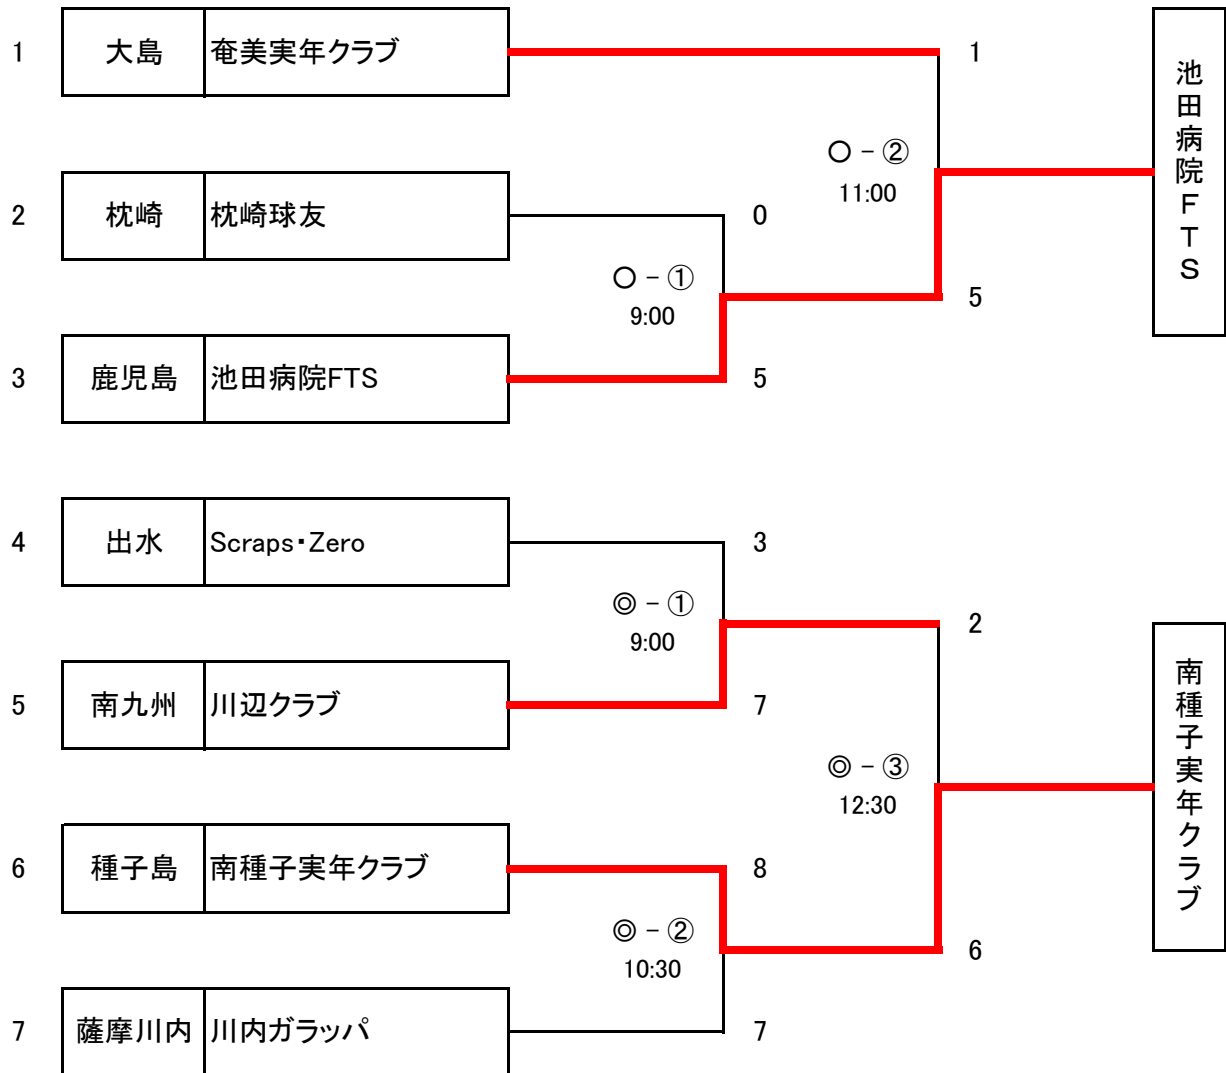 1 大島 奄美実年クラブ 1
○ - ②
11:00
2 枕崎 枕崎球友 0
○ - ①
9:00
5
3 鹿児島 池田病院FTS 5
池田病院FTS
4 出水 Scraps・Zero 3
◎ - ①
9:00
2
5 南九州 川辺クラブ 7
◎ - ③
12:30
6 種子島 南種子実年クラブ 8
◎ - ②
10:30
6
7 薩摩川内 川内ガラッパ 7
南種子実年クラブ